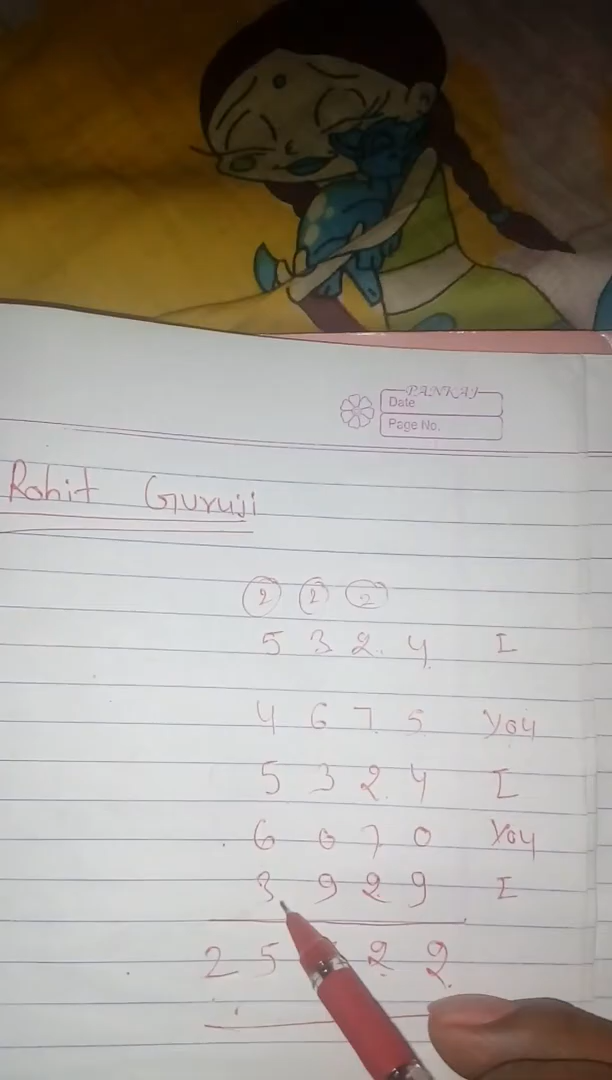 PANKAJ
Date
Page No.
Rohit Guruji
2 2 2
5 3 2 4 I
4 6 7 5 You
5 3 2 4 I
6 0 7 0 You
3 9 2 9 I
2 5 2 2